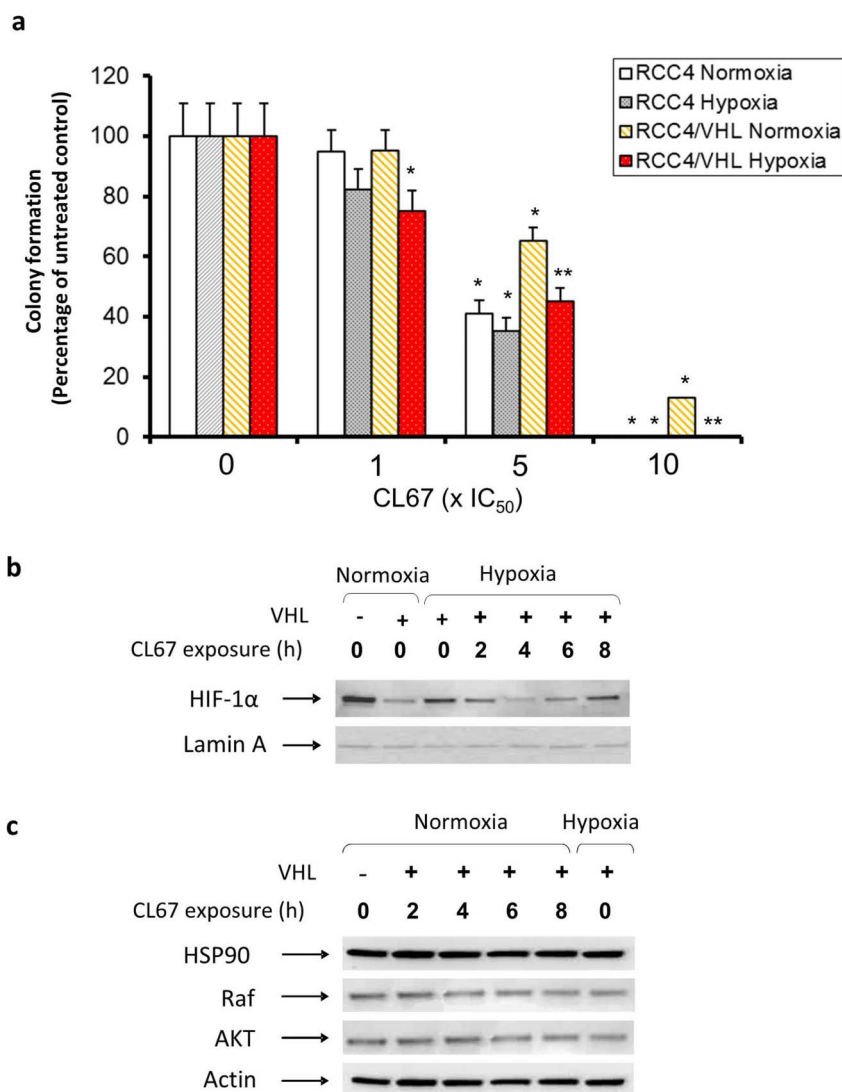 a
120
100
80
60
40
20
0
Colony formation
(Percentage of untreated control)
RCC4 Normoxia
RCC4 Hypoxia
RCC4/VHL Normoxia
RCC4/VHL Hypoxia
*
* * * **
* * * **
0 1 5 10
CL67 (x IC50)
b
Normoxia Hypoxia
VHL - + + + + + +
CL67 exposure (h) 0 0 0 2 4 6 8
HIF-1α
Lamin A
c
Normoxia Hypoxia
VHL - + + + + +
CL67 exposure (h) 0 2 4 6 8 0
HSP90
Raf
AKT
Actin